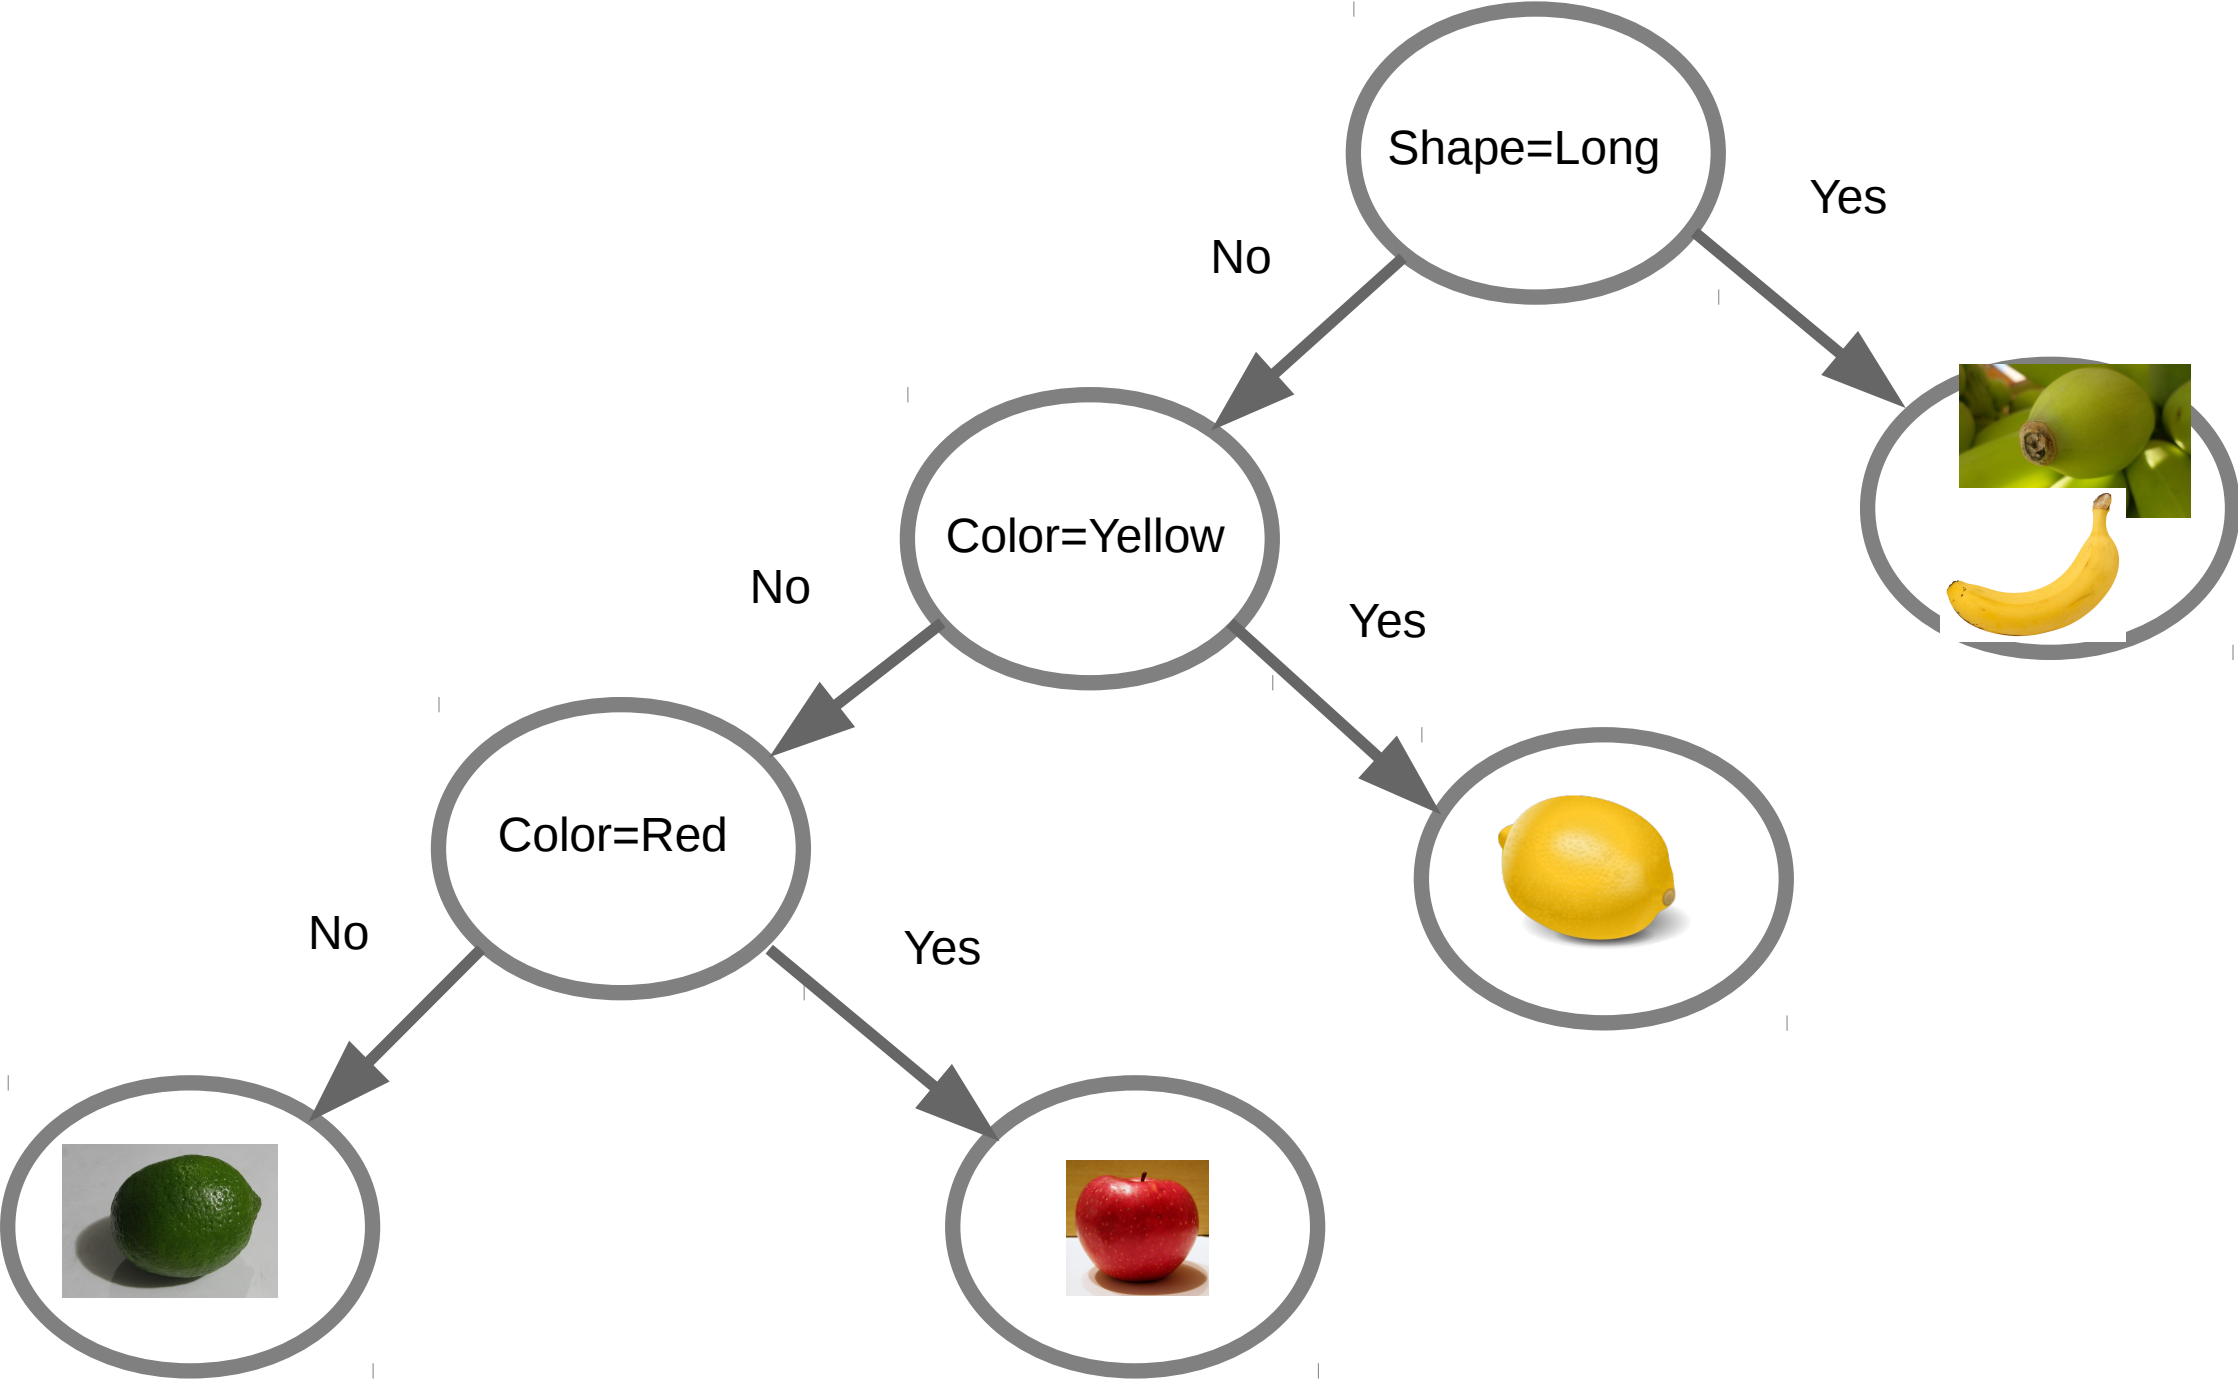 Shape=Long
Yes
No
Color=Yellow
No
Yes
Color=Red
No
Yes